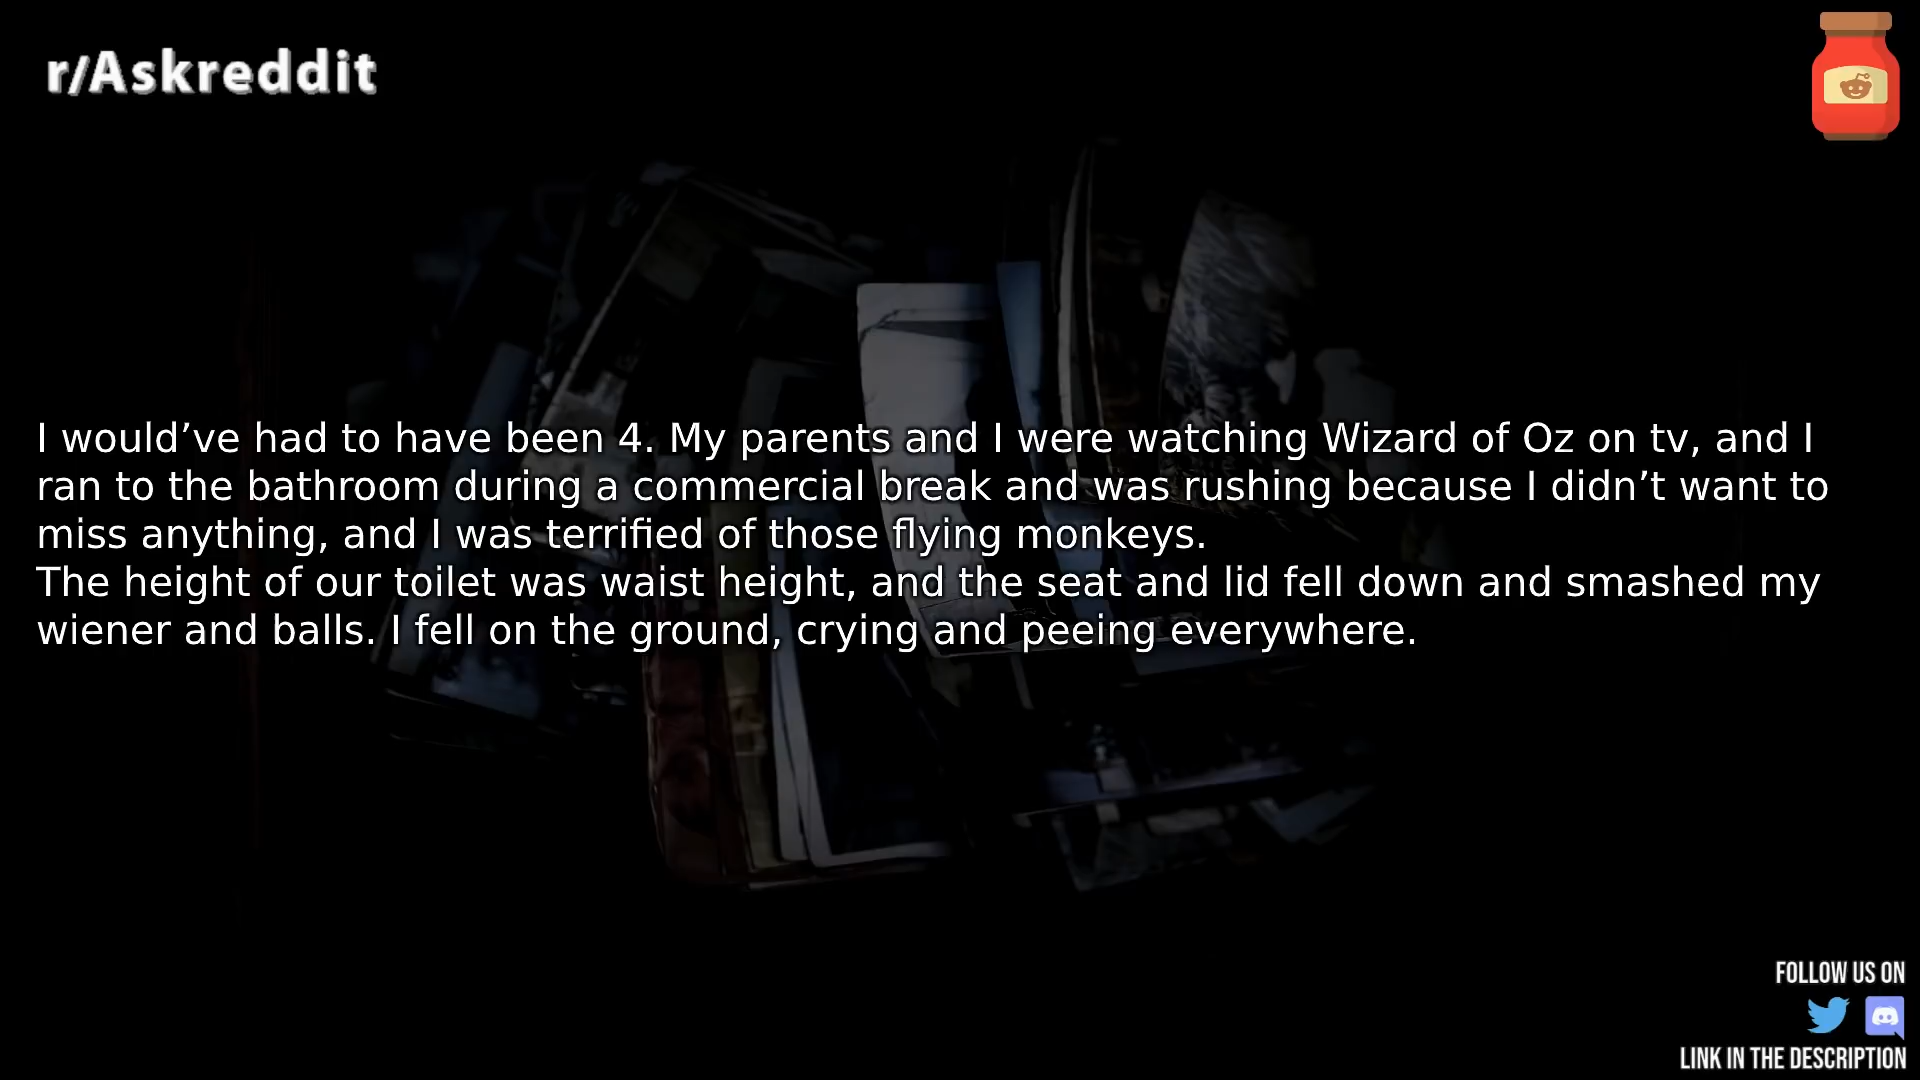 r/Askreddit
I would’ve had to have been 4. My parents and I were watching Wizard of Oz on tv, and I
ran to the bathroom during a commercial break and was rushing because I didn’t want to
miss anything, and I was terrified of those flying monkeys.
The height of our toilet was waist height, and the seat and lid fell down and smashed my
wiener and balls. I fell on the ground, crying and peeing everywhere.
FOLLOW US ON
LINK IN THE DESCRIPTION